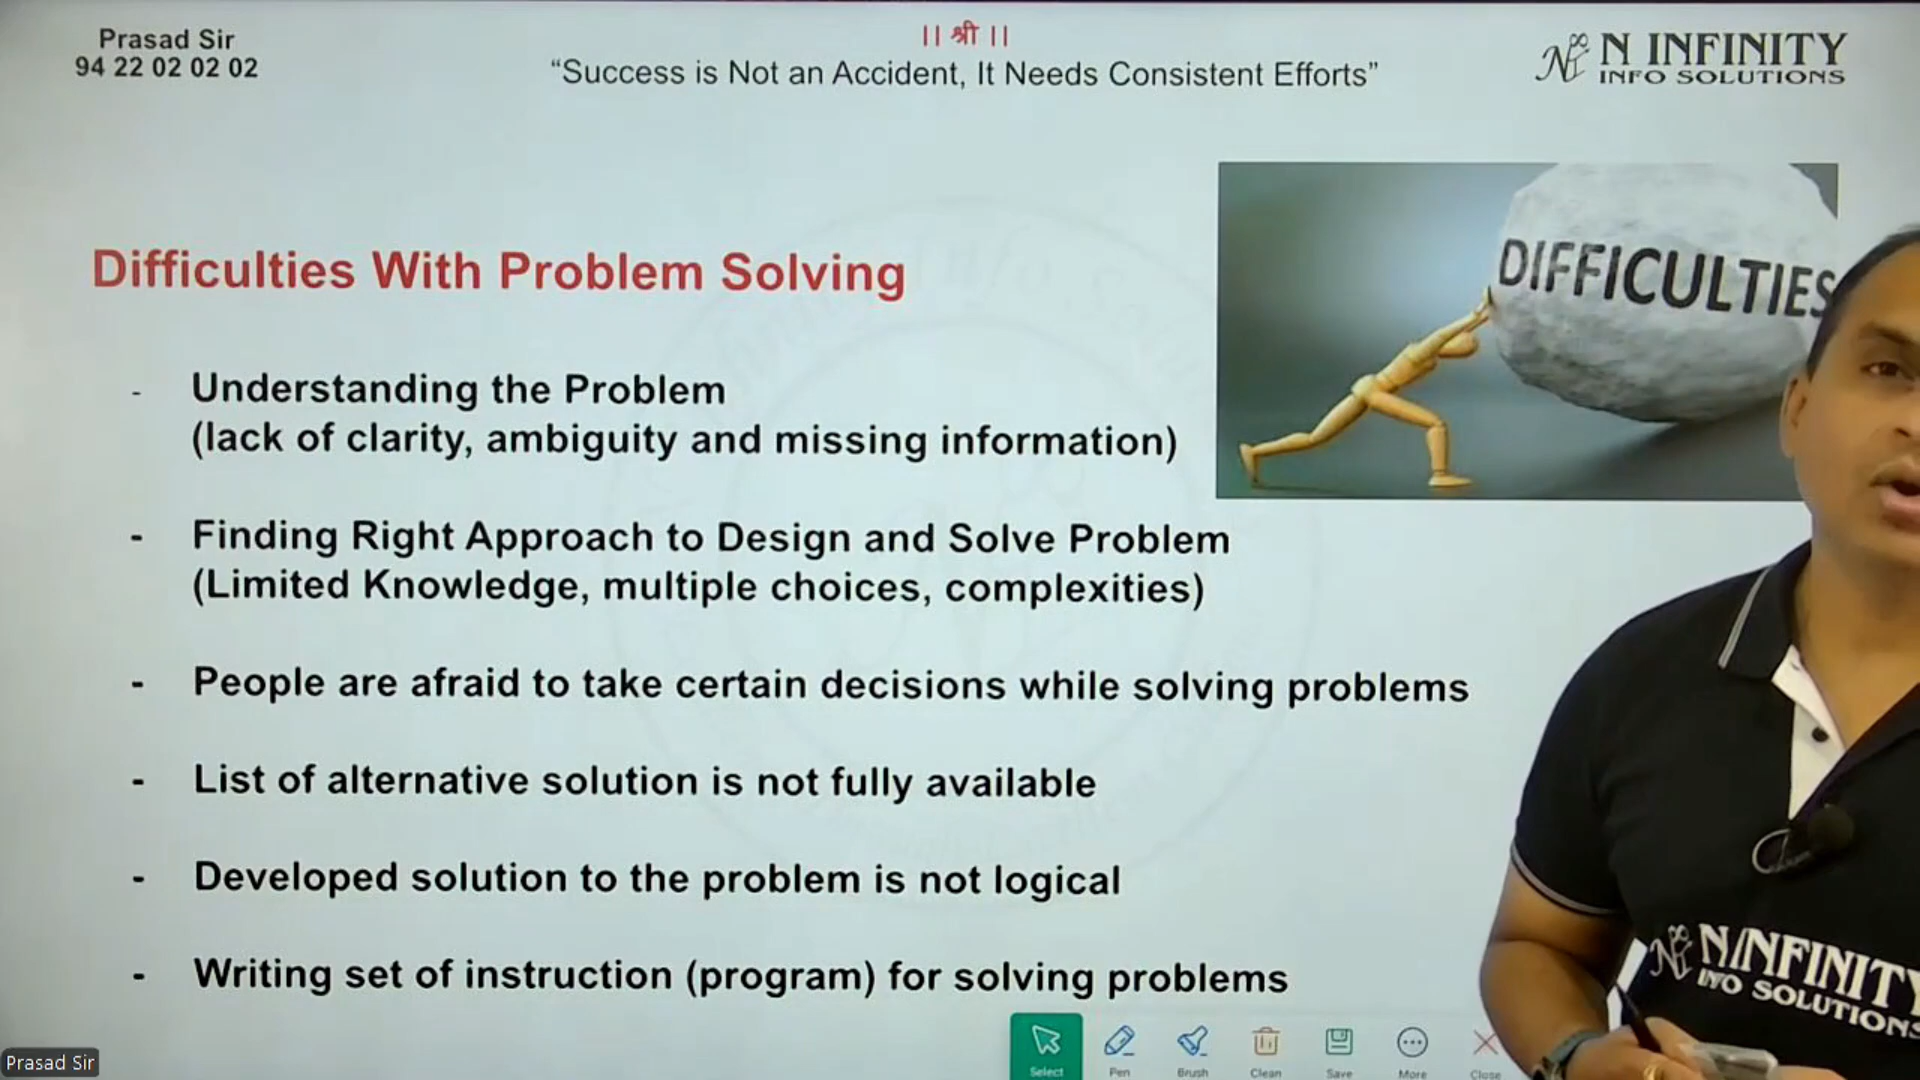 Prasad Sir
94 22 02 02 02
|| श्री ||
“Success is Not an Accident, It Needs Consistent Efforts”
N INFINITY
INFO SOLUTIONS
DIFFICULTIES
Difficulties With Problem Solving
- Understanding the Problem
(lack of clarity, ambiguity and missing information)
- Finding Right Approach to Design and Solve Problem
(Limited Knowledge, multiple choices, complexities)
- People are afraid to take certain decisions while solving problems
- List of alternative solution is not fully available
- Developed solution to the problem is not logical
- Writing set of instruction (program) for solving problems
N INFINITY
INFO SOLUTIONS
Select Pen Brush Clean Save More Close
Prasad Sir